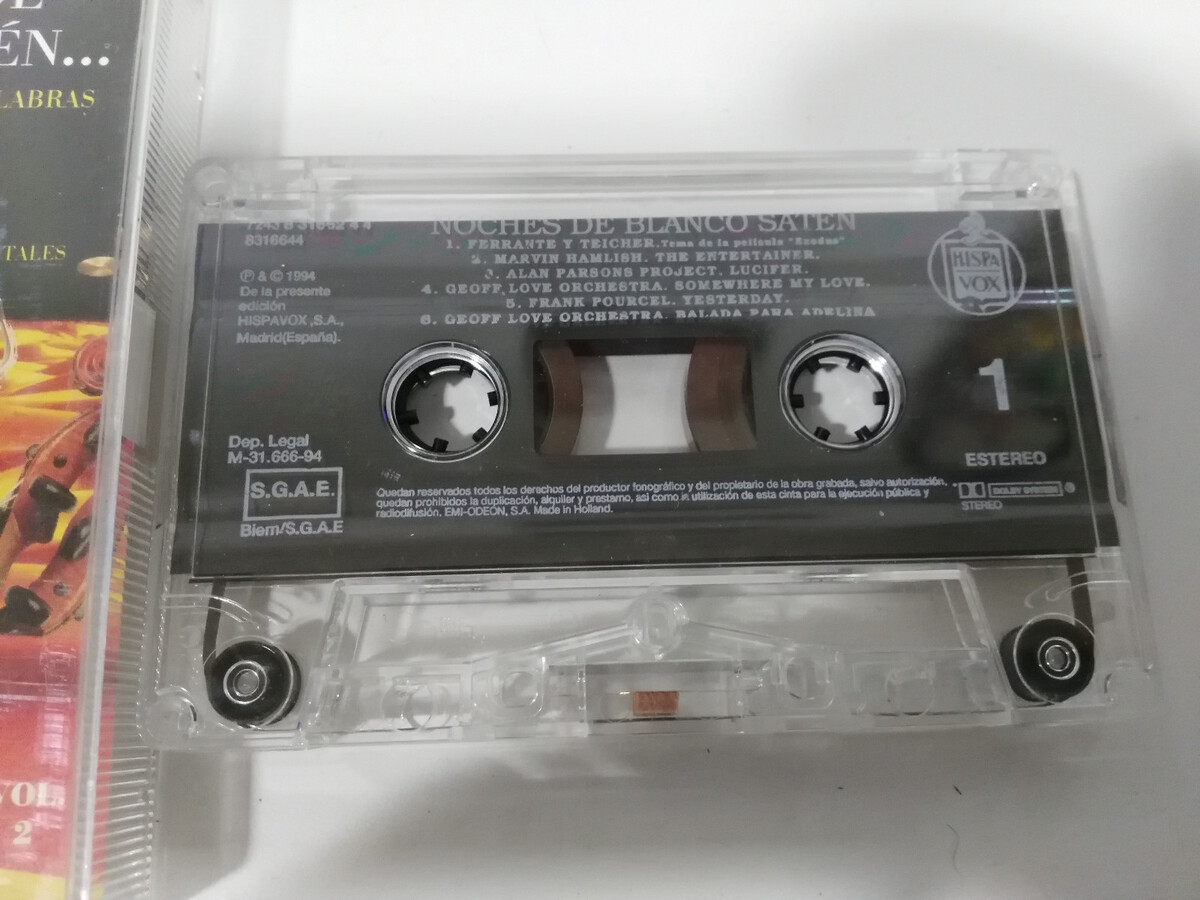 ÉN...
LABRAS
TALES
VOL.
2
8316644
NOCHES DE BLANCO SATEN
1. FERRANTE Y TEICHER. Tema de la pelicula "Exodus"
2. MARVIN HAMLISH. THE ENTERTAINER.
3. ALAN PARSONS PROJECT. LUCIFER.
4. GEOFF LOVE ORCHESTRA. SOMEWHERE MY LOVE.
5. FRANK POURCEL. YESTERDAY.
6. GEOFF LOVE ORCHESTRA. BALADA PARA ADELINA
℗ & © 1994
De la presente
edición
HISPAVOX ,S.A.,
Madrid(España).
HISPA
VOX
1
ESTEREO
Dep. Legal
M-31.666-94
S.G.A.E.
Biem/S.G.A.E
Quedan reservados todos los derechos del productor fonográfico y del propietario de la obra grabada, salvo autorización,
quedan prohibidos la duplicación, alquiler y prestamo, asi como la utilización de esta cinta para la ejecución pública y
radiodifusión. EMI-ODEON, S.A. Made in Holland.
DOLBY SYSTEM ®
STEREO